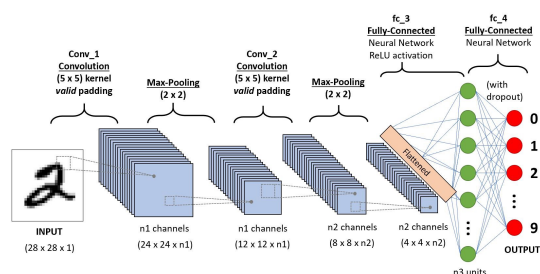 Conv_1
Convolution
(5 x 5) kernel
valid padding
Max-Pooling
(2 x 2)
Conv_2
Convolution
(5 x 5) kernel
valid padding
Max-Pooling
(2 x 2)
fc_3
Fully-Connected
Neural Network
ReLU activation
fc_4
Fully-Connected
Neural Network
(with
dropout)
Flattened
0
1
2
9
OUTPUT
INPUT
(28 x 28 x 1)
n1 channels
(24 x 24 x n1)
n1 channels
(12 x 12 x n1)
n2 channels
(8 x 8 x n2)
n2 channels
(4 x 4 x n2)
n3 units